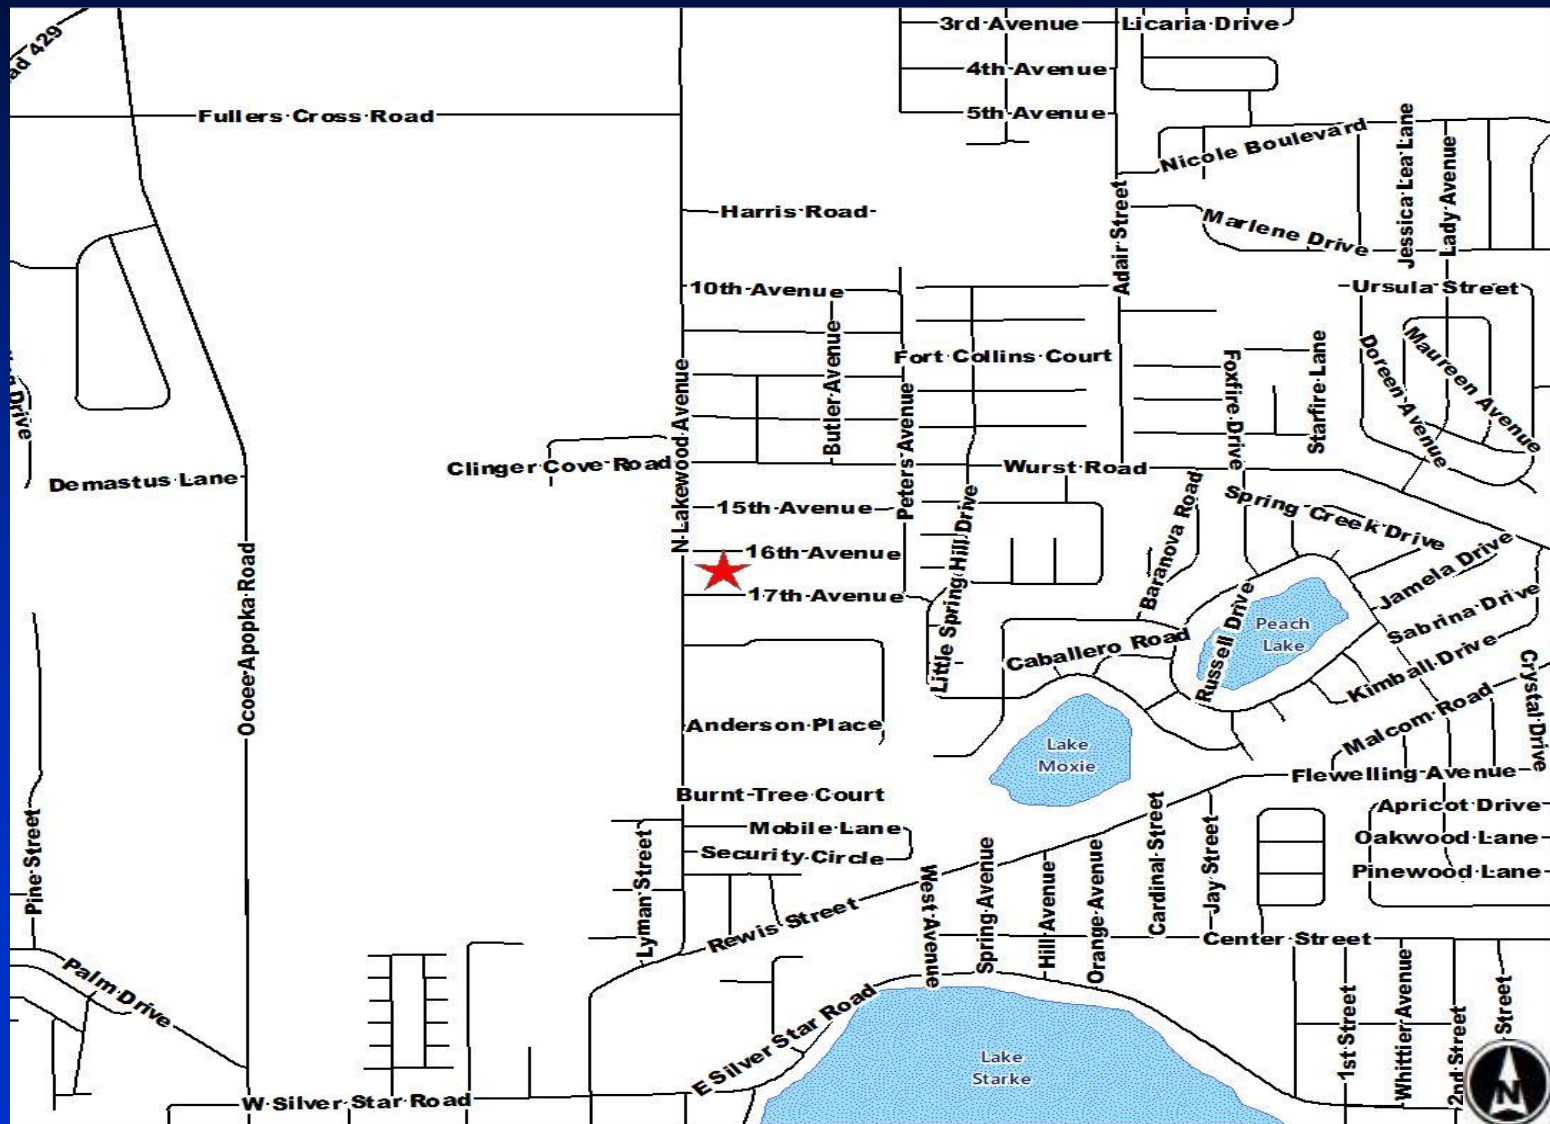 3rd Avenue
Licaria Drive
ad 429
4th Avenue
5th Avenue
Fullers Cross Road
Nicole Boulevard
Jessica Lea Lane
Lady Avenue
Adair Street
Harris Road
Marlene Drive
10th Avenue
Ursula Street
Butler Avenue
Fort Collins Court
Foxfire Drive
Starfire Lane
Doreen Avenue
Maureen Avenue
N Lakewood Avenue
Peters Avenue
Drive
Clinger Cove Road
Wurst Road
Demastus Lane
15th Avenue
Little Spring Hill Drive
Baranova Road
Spring Creek Drive
16th Avenue
Jamela Drive
Ocoee Apopka Road
17th Avenue
Russell Drive
Peach
Lake
Sabrina Drive
Caballero Road
Kimball Drive
Crystal Drive
Malcom Road
Anderson Place
Lake
Moxie
Flewelling Avenue
Burnt Tree Court
Apricot Drive
Mobile Lane
Cardinal Street
Jay Street
Oakwood Lane
Security Circle
Pinewood Lane
Pine Street
Lyman Street
West Avenue
Spring Avenue
Hill Avenue
Orange Avenue
Rewis Street
Center Street
Palm Drive
E Silver Star Road
1st Street
Whittier Avenue
2nd Street
Street
Lake
Starke
W Silver Star Road
N